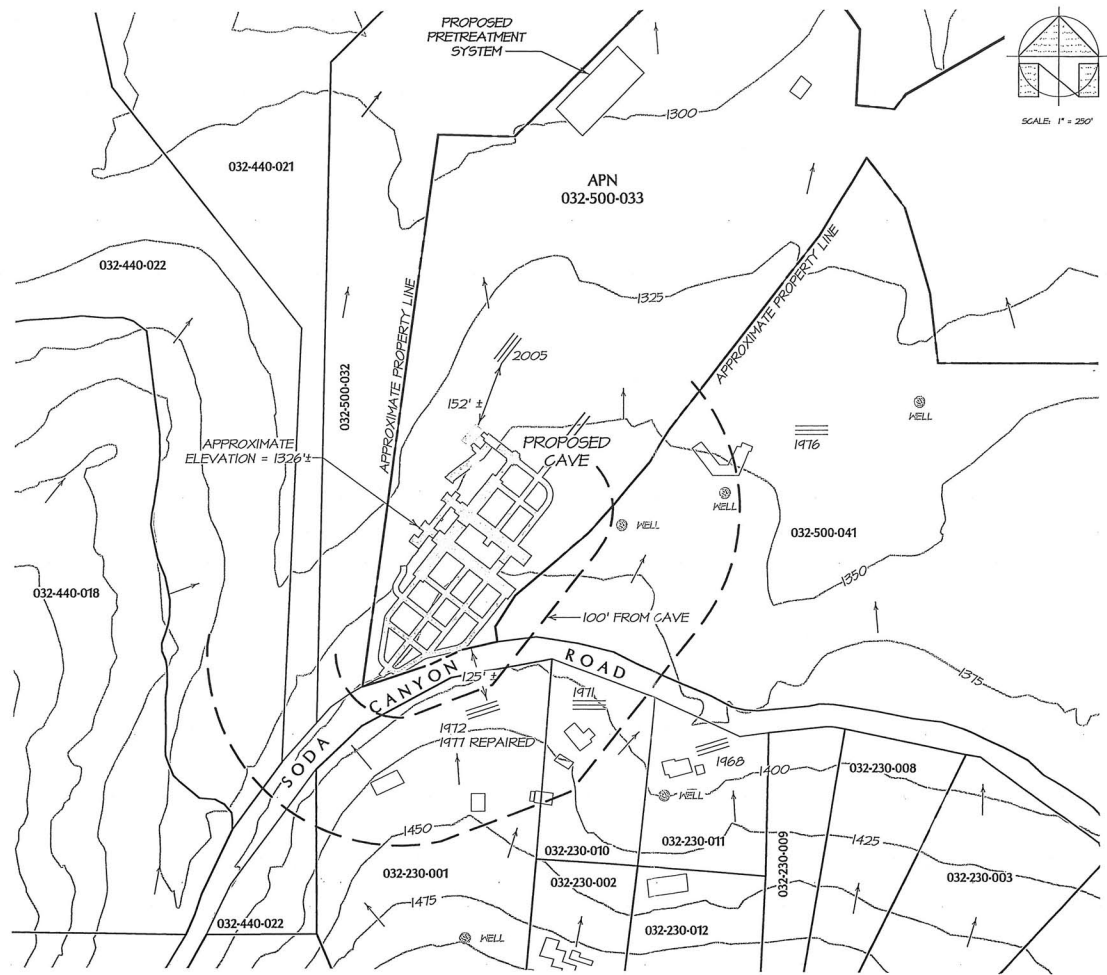 PROPOSED
PRETREATMENT
SYSTEM
SCALE: 1" = 250'
1300
032-440-021
APN
032-500-033
032-440-022
APPROXIMATE PROPERTY LINE
1325
APPROXIMATE PROPERTY LINE
032-500-032
2005
152' ±
WELL
APPROXIMATE
ELEVATION = 1326'±
PROPOSED
CAVE
1976
WELL
WELL
032-500-041
1350
032-440-018
100' FROM CAVE
SODA CANYON ROAD
125' ±
1375
1971
1972
1977 REPAIRED
1968
1400
032-230-008
WELL
1450
032-230-010
032-230-011
032-230-009
1425
032-230-001
032-230-002
032-230-003
1475
032-440-022
032-230-012
WELL